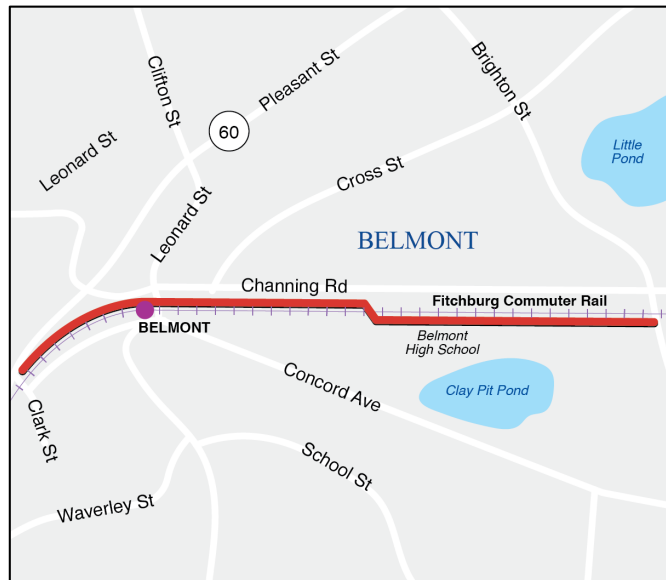 Clifton St
Pleasant St
Brighton St
60
Leonard St
Little
Pond
Cross St
Leonard St
BELMONT
Channing Rd
Fitchburg Commuter Rail
BELMONT
Belmont
High School
Concord Ave
Clay Pit Pond
Clark St
School St
Waverley St